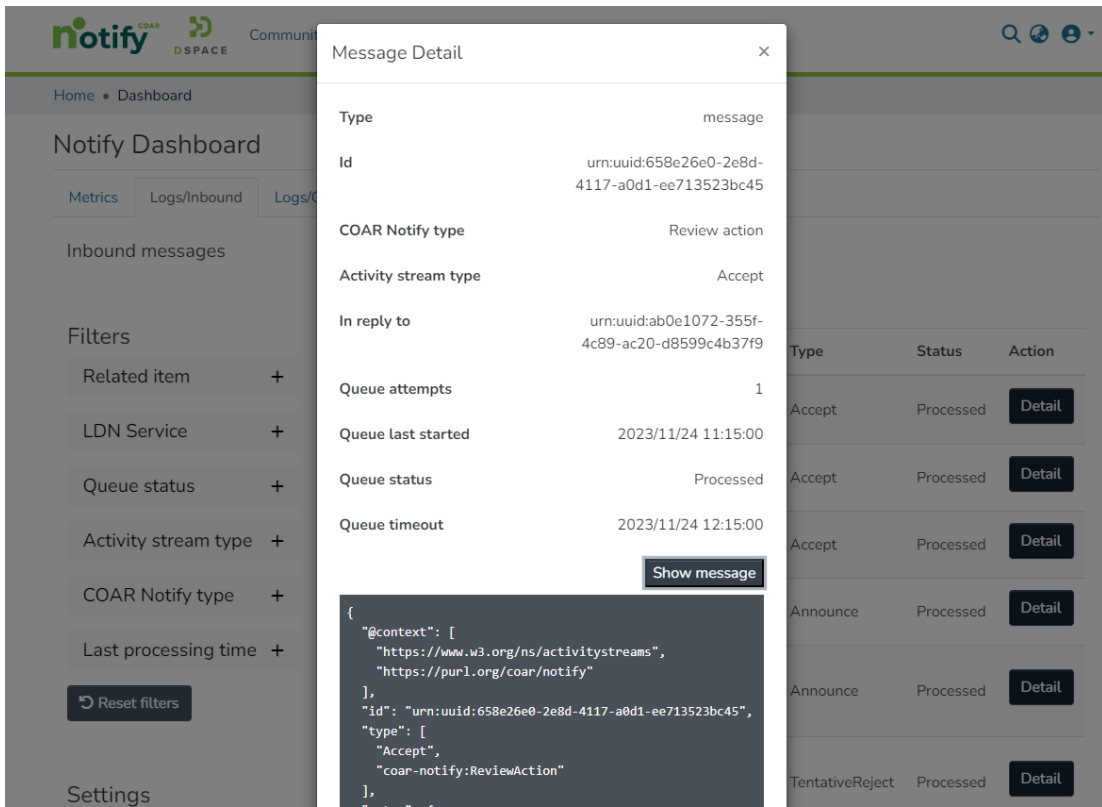 notify COAR
DSPACE
Communit
Home • Dashboard
Notify Dashboard
Metrics
Logs/Inbound
Logs/
Inbound messages
Filters
Related item +
LDN Service +
Queue status +
Activity stream type +
COAR Notify type +
Last processing time +
Reset filters
Settings
Message Detail ×
Type message
Id urn:uuid:658e26e0-2e8d-
4117-a0d1-ee713523bc45
COAR Notify type Review action
Activity stream type Accept
In reply to urn:uuid:ab0e1072-355f-
4c89-ac20-d8599c4b37f9
Queue attempts 1
Queue last started 2023/11/24 11:15:00
Queue status Processed
Queue timeout 2023/11/24 12:15:00
Show message
{
"@context": [
"https://www.w3.org/ns/activitystreams",
"https://purl.org/coar/notify"
],
"id": "urn:uuid:658e26e0-2e8d-4117-a0d1-ee713523bc45",
"type": [
"Accept",
"coar-notify:ReviewAction"
],
Type Status Action
Accept Processed Detail
Accept Processed Detail
Accept Processed Detail
Announce Processed Detail
Announce Processed Detail
TentativeReject Processed Detail